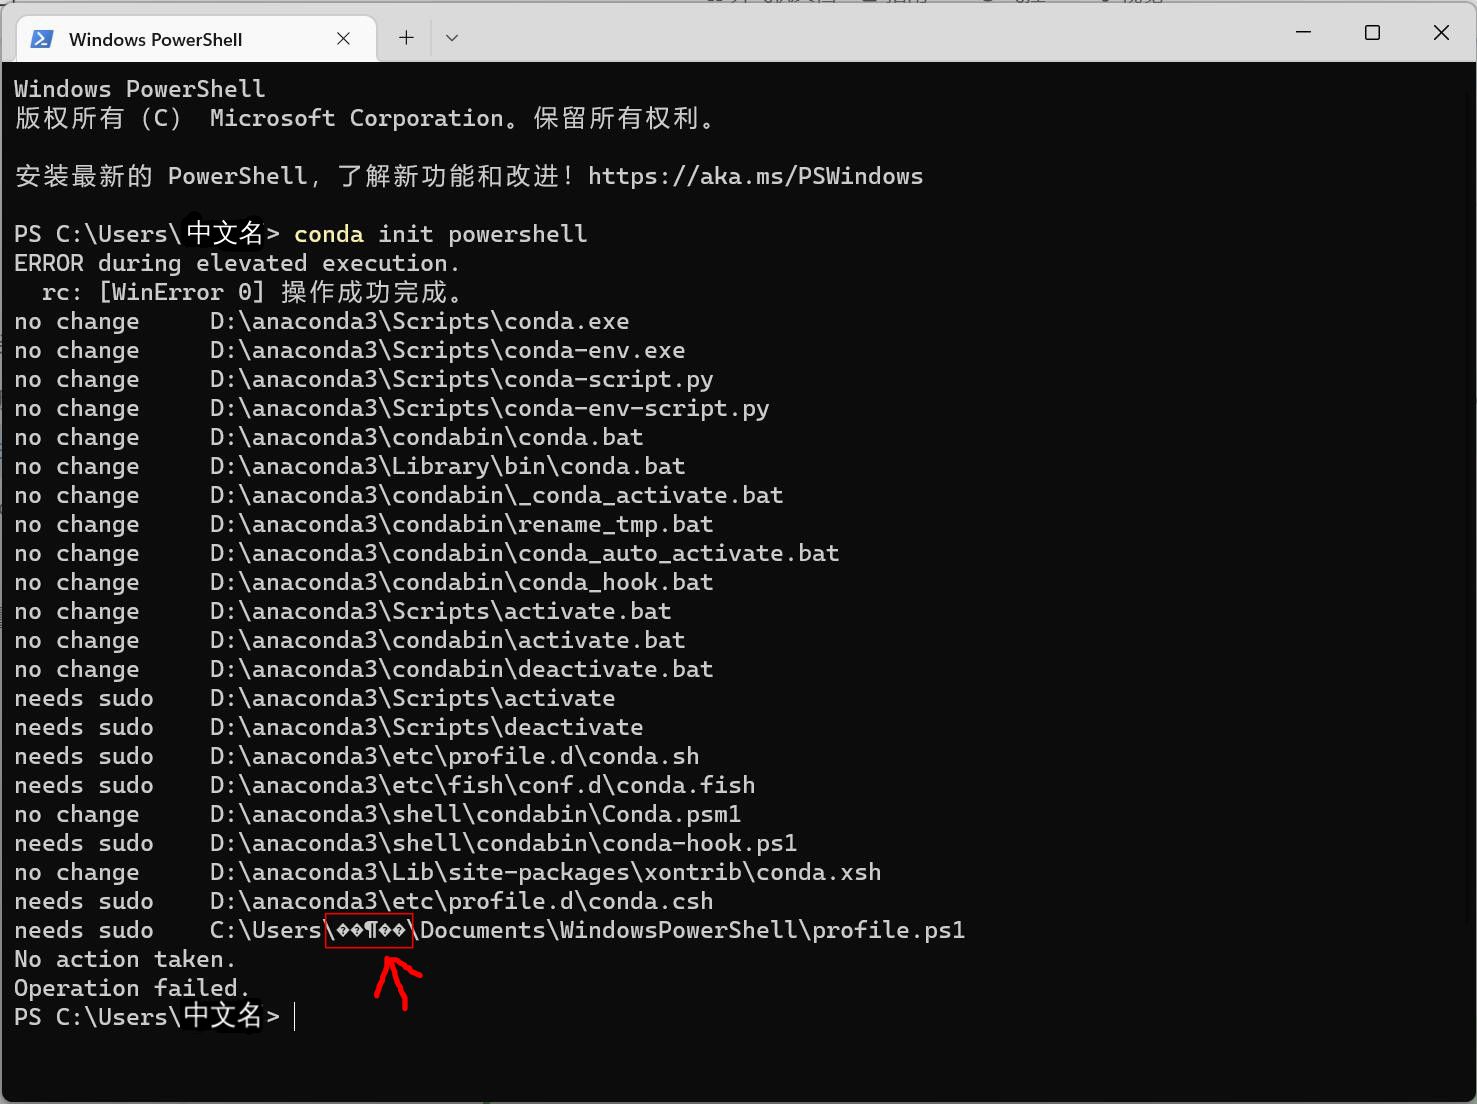 Windows PowerShell
Windows PowerShell
版权所有 (C) Microsoft Corporation。保留所有权利。
安装最新的 PowerShell，了解新功能和改进！https://aka.ms/PSWindows
PS C:\Users\中文名> conda init powershell
ERROR during elevated execution.
rc: [WinError 0] 操作成功完成。
no change D:\anaconda3\Scripts\conda.exe
no change D:\anaconda3\Scripts\conda-env.exe
no change D:\anaconda3\Scripts\conda-script.py
no change D:\anaconda3\Scripts\conda-env-script.py
no change D:\anaconda3\condabin\conda.bat
no change D:\anaconda3\Library\bin\conda.bat
no change D:\anaconda3\condabin\_conda_activate.bat
no change D:\anaconda3\condabin\rename_tmp.bat
no change D:\anaconda3\condabin\conda_auto_activate.bat
no change D:\anaconda3\condabin\conda_hook.bat
no change D:\anaconda3\Scripts\activate.bat
no change D:\anaconda3\condabin\activate.bat
no change D:\anaconda3\condabin\deactivate.bat
needs sudo D:\anaconda3\Scripts\activate
needs sudo D:\anaconda3\Scripts\deactivate
needs sudo D:\anaconda3\etc\profile.d\conda.sh
needs sudo D:\anaconda3\etc\fish\conf.d\conda.fish
no change D:\anaconda3\shell\condabin\Conda.psm1
needs sudo D:\anaconda3\shell\condabin\conda-hook.ps1
no change D:\anaconda3\Lib\site-packages\xontrib\conda.xsh
needs sudo D:\anaconda3\etc\profile.d\conda.csh
needs sudo C:\Users\��¶��\Documents\WindowsPowerShell\profile.ps1
No action taken.
Operation failed.
PS C:\Users\中文名>